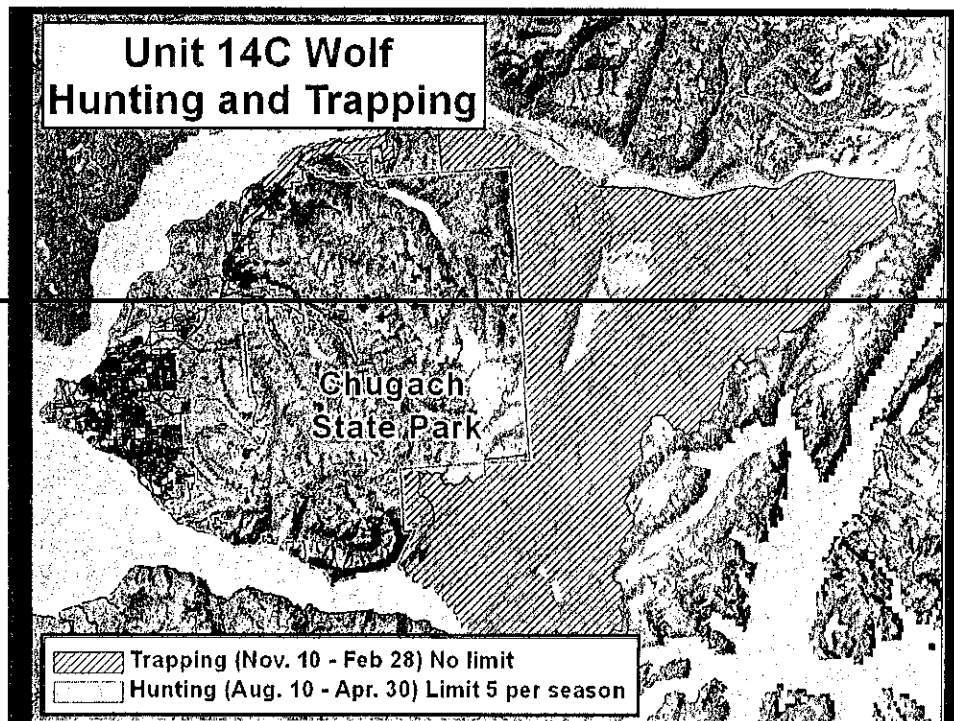 Unit 14C Wolf
Hunting and Trapping
Chugach
State Park
Trapping (Nov. 10 - Feb 28) No limit
Hunting (Aug. 10 - Apr. 30) Limit 5 per season